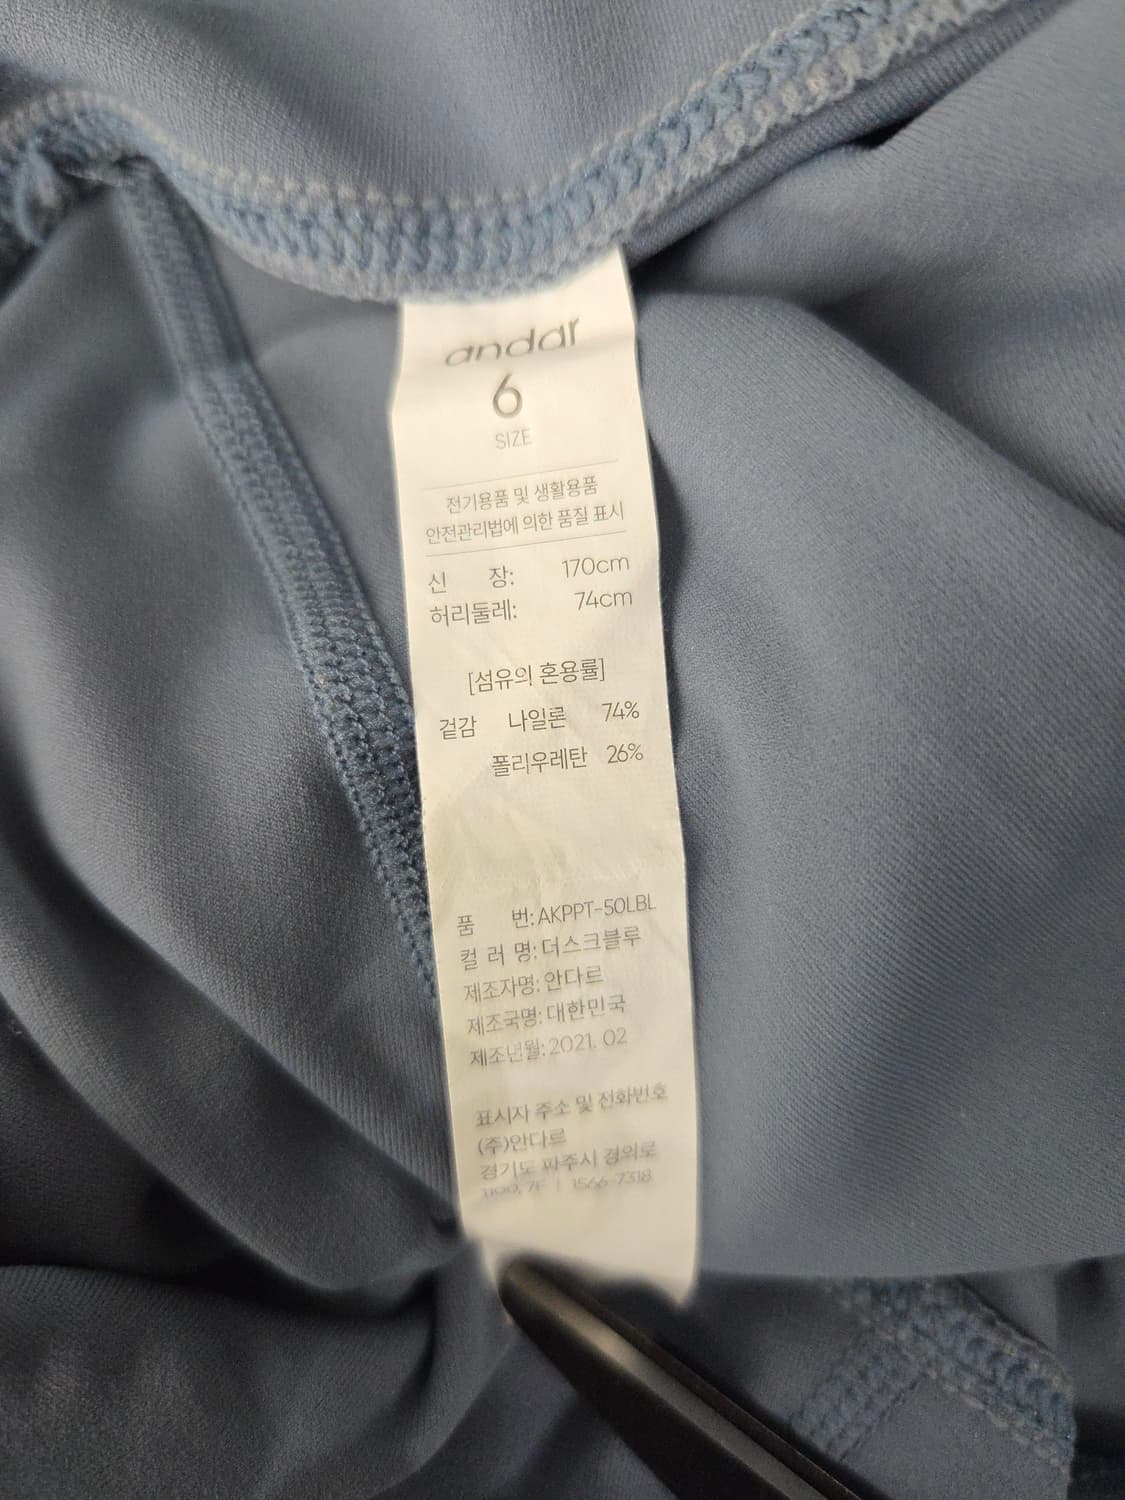 andar
6
SIZE
전기용품 및 생활용품
안전관리법에 의한 품질 표시
신 장: 170cm
허리둘레: 74cm
[섬유의 혼용률]
겉감 나일론 74%
폴리우레탄 26%
품 번: AKPPT-50LBL
컬 러 명: 더스크블루
제조자명: 안다르
제조국명: 대한민국
제조년월: 2021. 02
표시자 주소 및 전화번호
(주)안다르
경기도 파주시 경의로
1100, 7F | 1566-7318